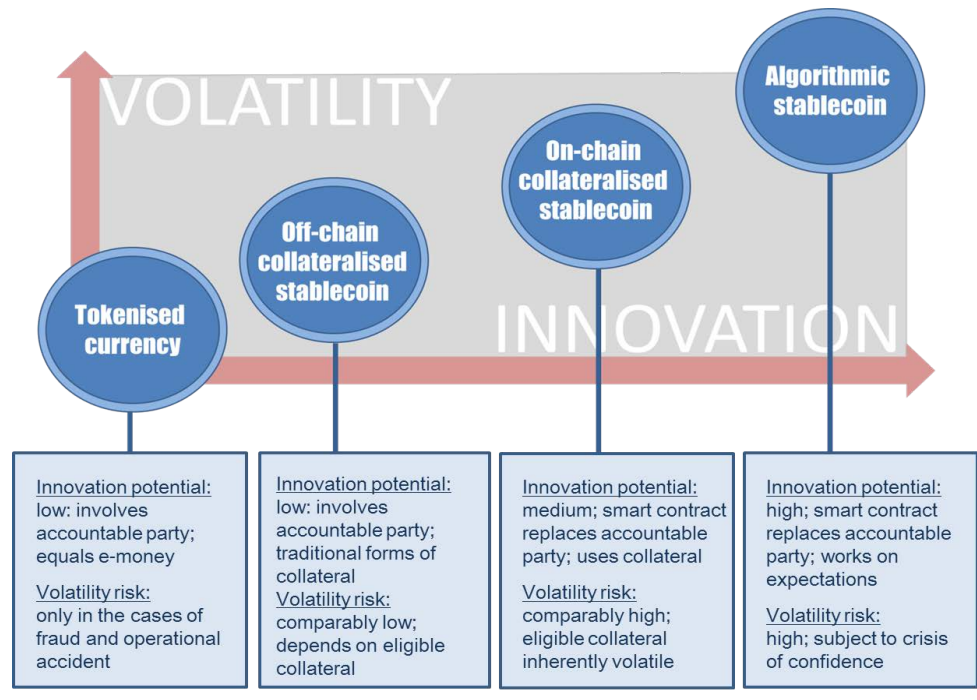 VOLATILITY
INNOVATION
Tokenised
currency
Off-chain
collateralised
stablecoin
On-chain
collateralised
stablecoin
Algorithmic
stablecoin
Innovation potential:
low: involves
accountable party;
equals e-money
Volatility risk:
only in the cases of
fraud and operational
accident
Innovation potential:
low: involves
accountable party;
traditional forms of
collateral
Volatility risk:
comparably low;
depends on eligible
collateral
Innovation potential:
medium; smart contract
replaces accountable
party; uses collateral
Volatility risk:
comparably high;
eligible collateral
inherently volatile
Innovation potential:
high; smart contract
replaces accountable
party; works on
expectations
Volatility risk:
high; subject to crisis
of confidence